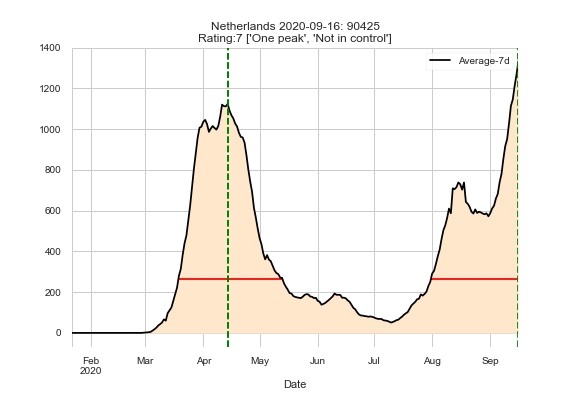 Netherlands 2020-09-16: 90425
Rating:7 ['One peak', 'Not in control']
Average-7d
1400
1200
1000
800
600
400
200
0
Feb
2020
Mar
Apr
May
Jun
Jul
Aug
Sep
Date